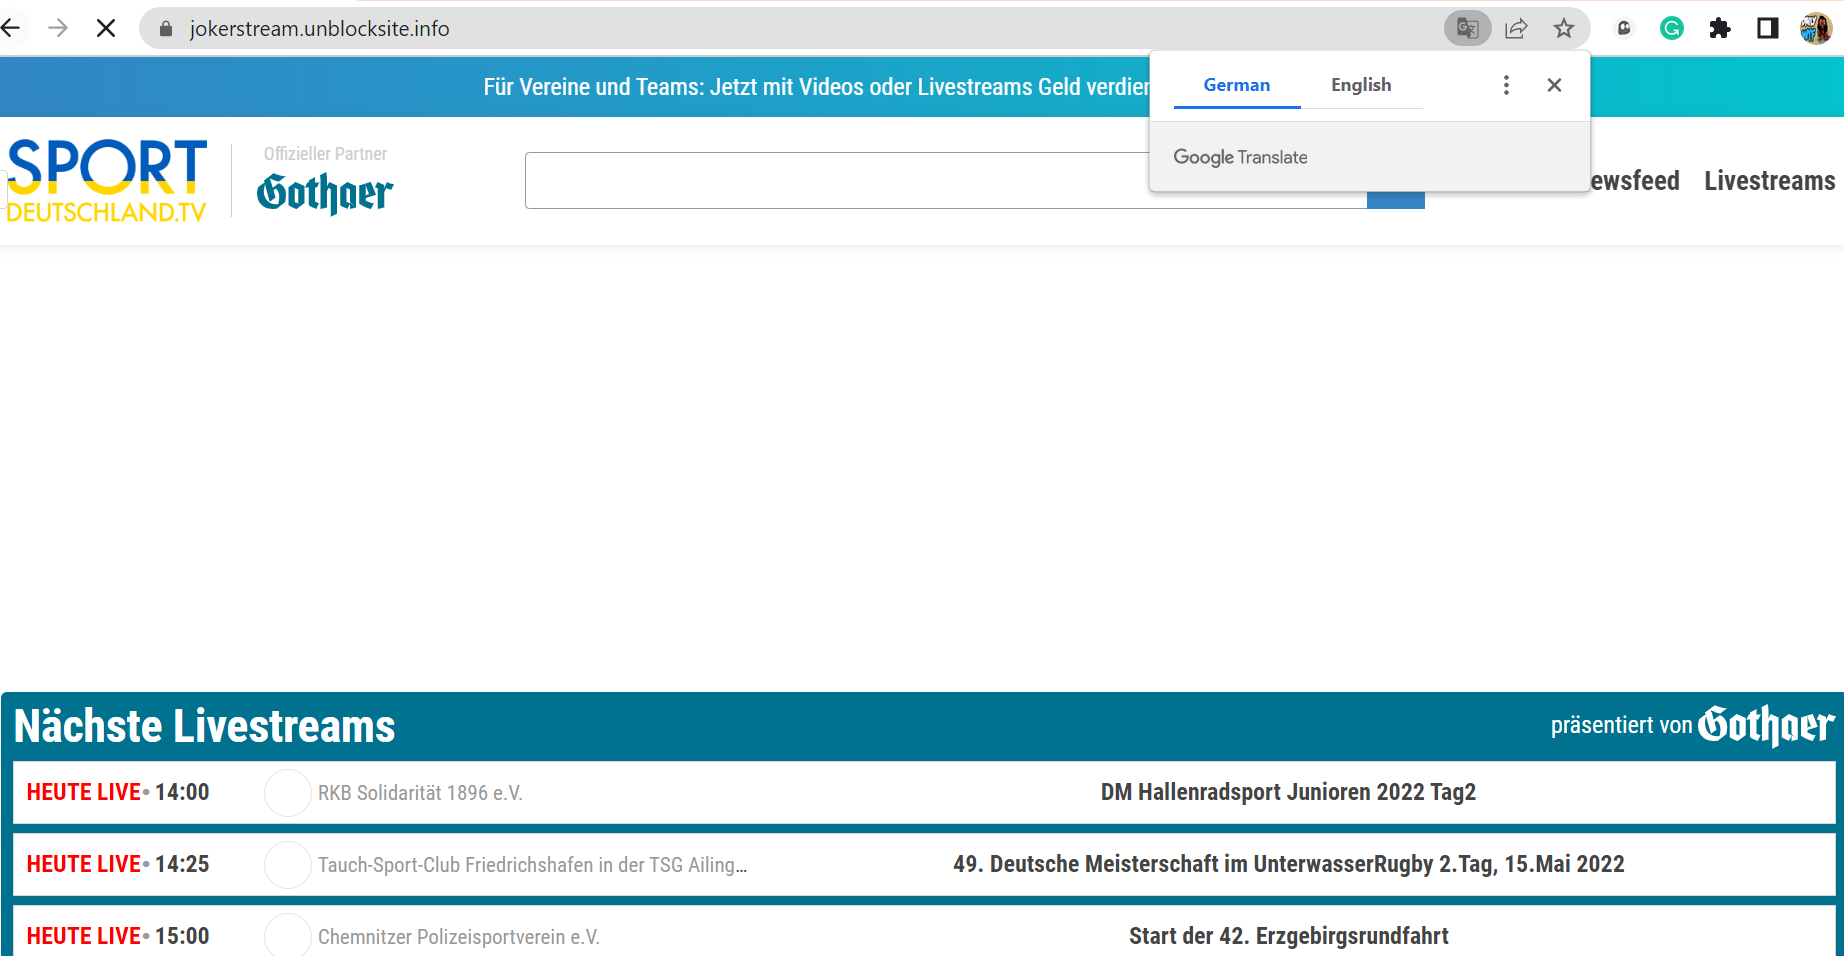 jokerstream.unblocksite.info
Für Vereine und Teams: Jetzt mit Videos oder Livestreams Geld
German English
Google Translate
SPORT
DEUTSCHLAND.TV
Offizieller Partner
Gothaer
Livestreams
Nächste Livestreams
präsentiert von Gothaer
HEUTE LIVE• 14:00 RKB Solidarität 1896 e.V. DM Hallenradsport Junioren 2022 Tag2
HEUTE LIVE• 14:25 Tauch-Sport-Club Friedrichshafen in der TSG Ailing... 49. Deutsche Meisterschaft im UnterwasserRugby 2.Tag, 15.Mai 2022
HEUTE LIVE• 15:00 Chemnitzer Polizeisportverein e.V. Start der 42. Erzgebirgsrundfahrt